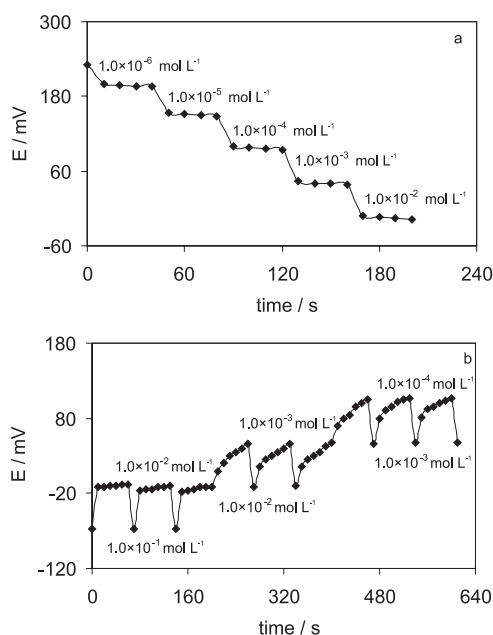 300
a
1.0×10⁻⁶ mol L⁻¹
180
1.0×10⁻⁵ mol L⁻¹
1.0×10⁻⁴ mol L⁻¹
E / mV
60
1.0×10⁻³ mol L⁻¹
1.0×10⁻² mol L⁻¹
-60
0 60 120 180 240
time / s
180
b
1.0×10⁻⁴ mol L⁻¹
80
1.0×10⁻³ mol L⁻¹
E / mV
1.0×10⁻² mol L⁻¹
1.0×10⁻³ mol L⁻¹
-20
1.0×10⁻² mol L⁻¹
1.0×10⁻¹ mol L⁻¹
-120
0 160 320 480 640
time / s